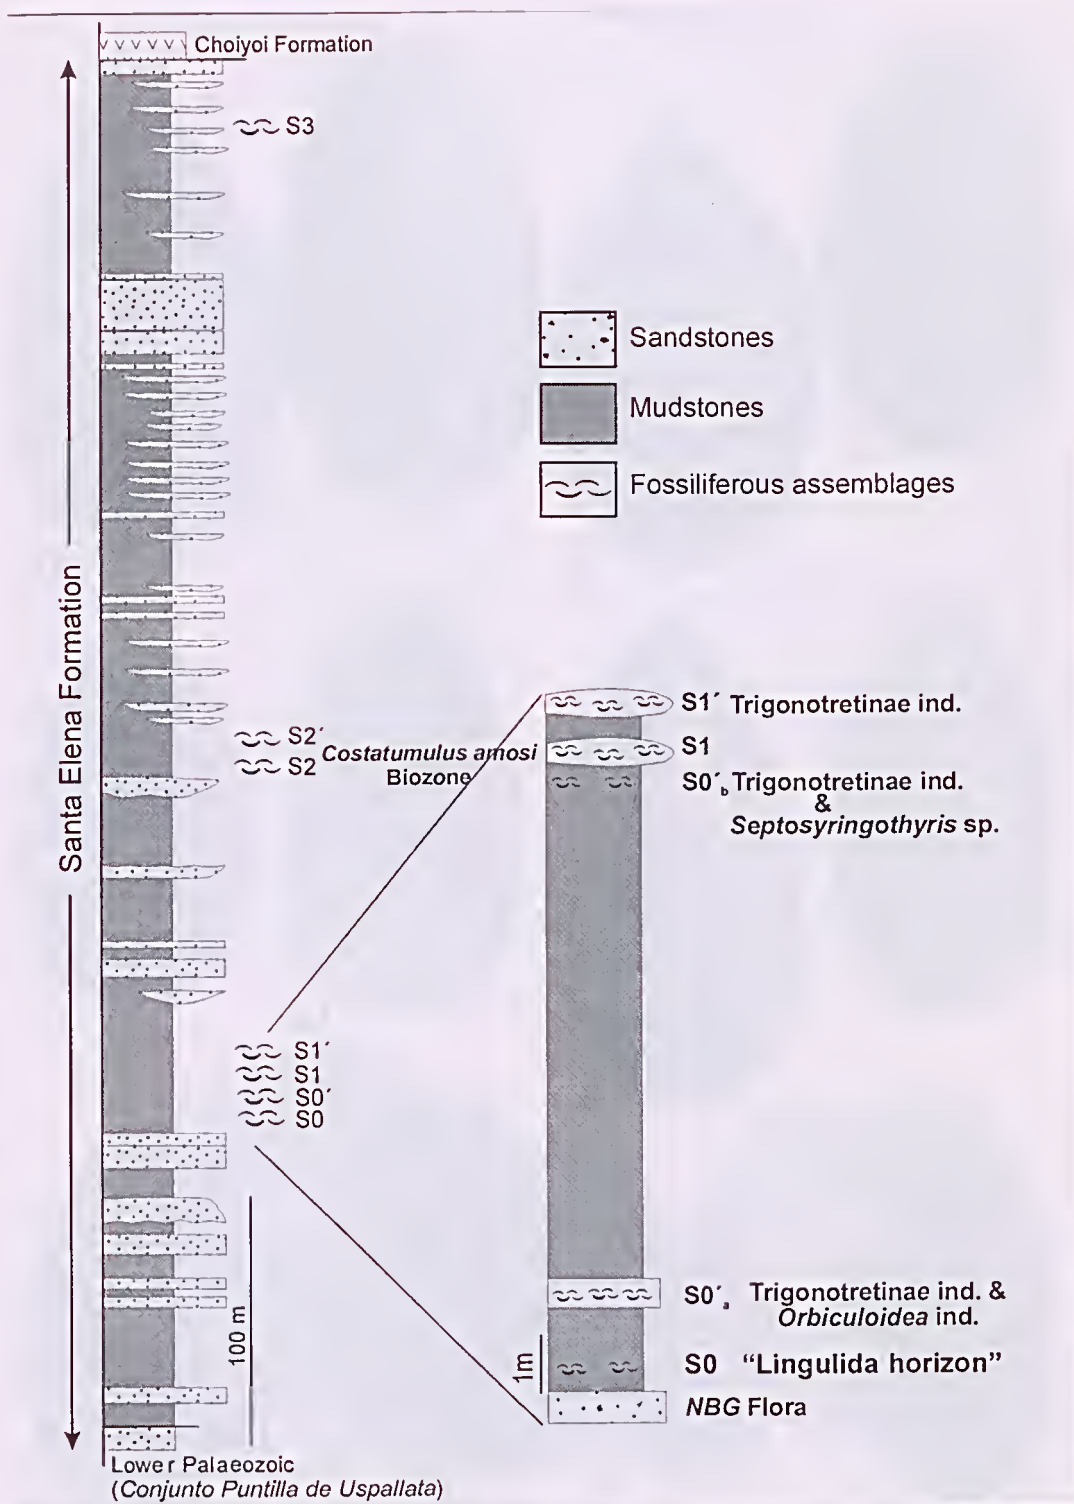 Choiyoi Formation
S3
Sandstones
Mudstones
Fossiliferous assemblages
Santa Elena Formation
S2´
S2
Costatumulus amosi
Biozone
S1´
S1
S0´
S0
100 m
Lower Palaeozoic
(Conjunto Puntilla de Uspallata)
S1´ Trigonotretinae ind.
S1
S0´b Trigonotretinae ind.
&
Septosyringothyris sp.
S0´a Trigonotretinae ind. &
Orbiculoidea ind.
1m
S0 “Lingulida horizon”
NBG Flora